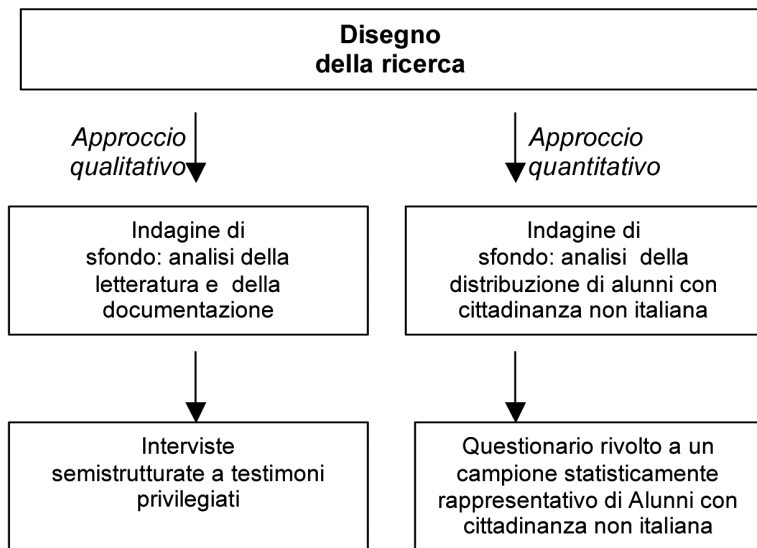 Disegno
della ricerca
Approccio
qualitativo
Approccio
quantitativo
Indagine di
sfondo: analisi della
letteratura e della
documentazione
Indagine di
sfondo: analisi della
distribuzione di alunni con
cittadinanza non italiana
Interviste
semistrutturate a testimoni
privilegiati
Questionario rivolto a un
campione statisticamente
rappresentativo di Alunni con
cittadinanza non italiana